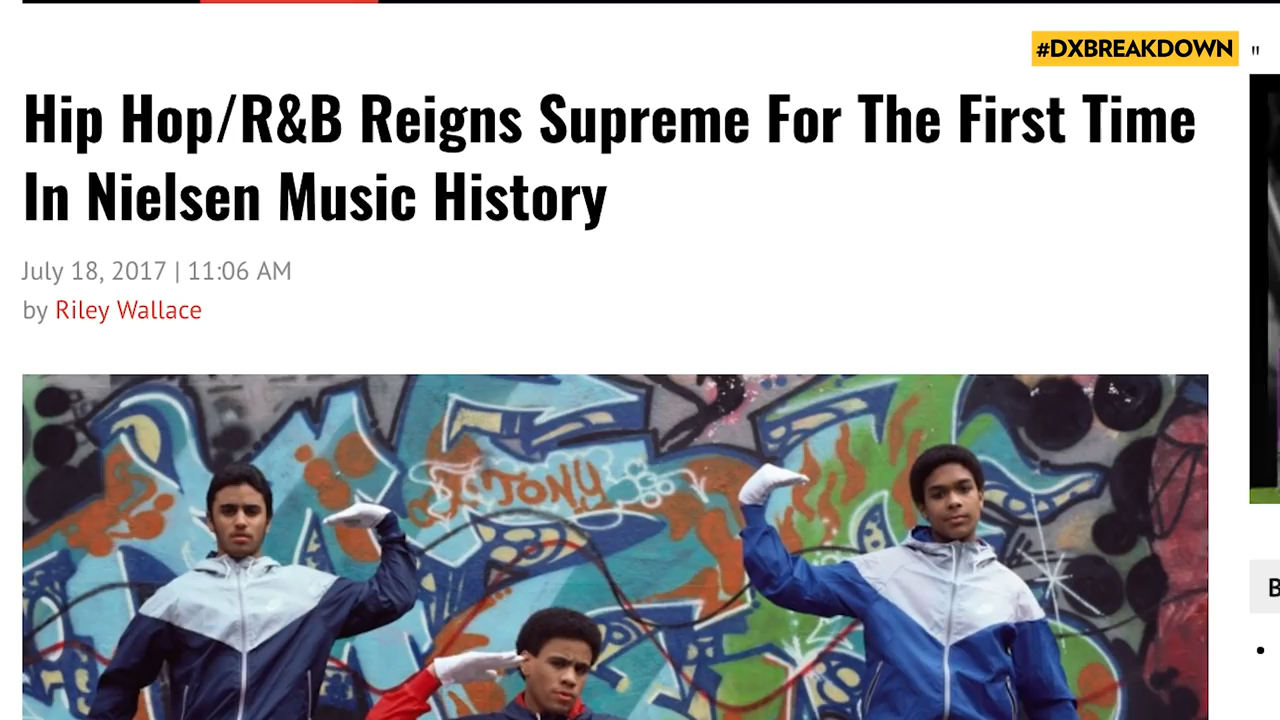 #DXBREAKDOWN
"
Hip Hop/R&B Reigns Supreme For The First Time
In Nielsen Music History
July 18, 2017 | 11:06 AM
by Riley Wallace
TONY
B